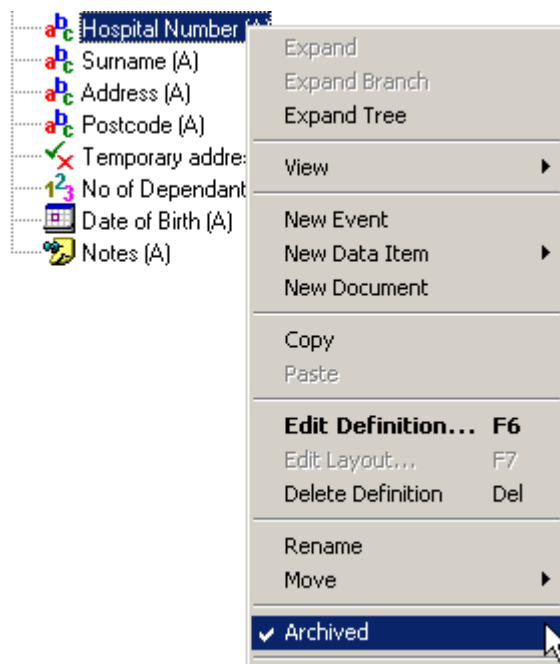 Hospital Number (A)
Surname (A)
Address (A)
Postcode (A)
Temporary addre
No of Dependant
Date of Birth (A)
Notes (A)
Expand
Expand Branch
Expand Tree
View
New Event
New Data Item
New Document
Copy
Paste
Edit Definition... F6
Edit Layout... F7
Delete Definition Del
Rename
Move
Archived